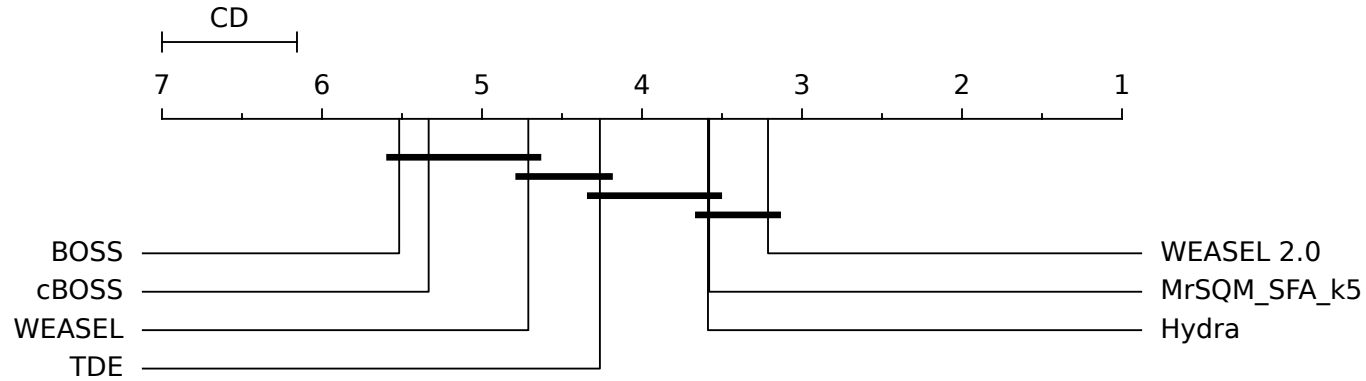 CD
7 6 5 4 3 2 1
BOSS WEASEL 2.0
cBOSS MrSQM_SFA_k5
WEASEL Hydra
TDE